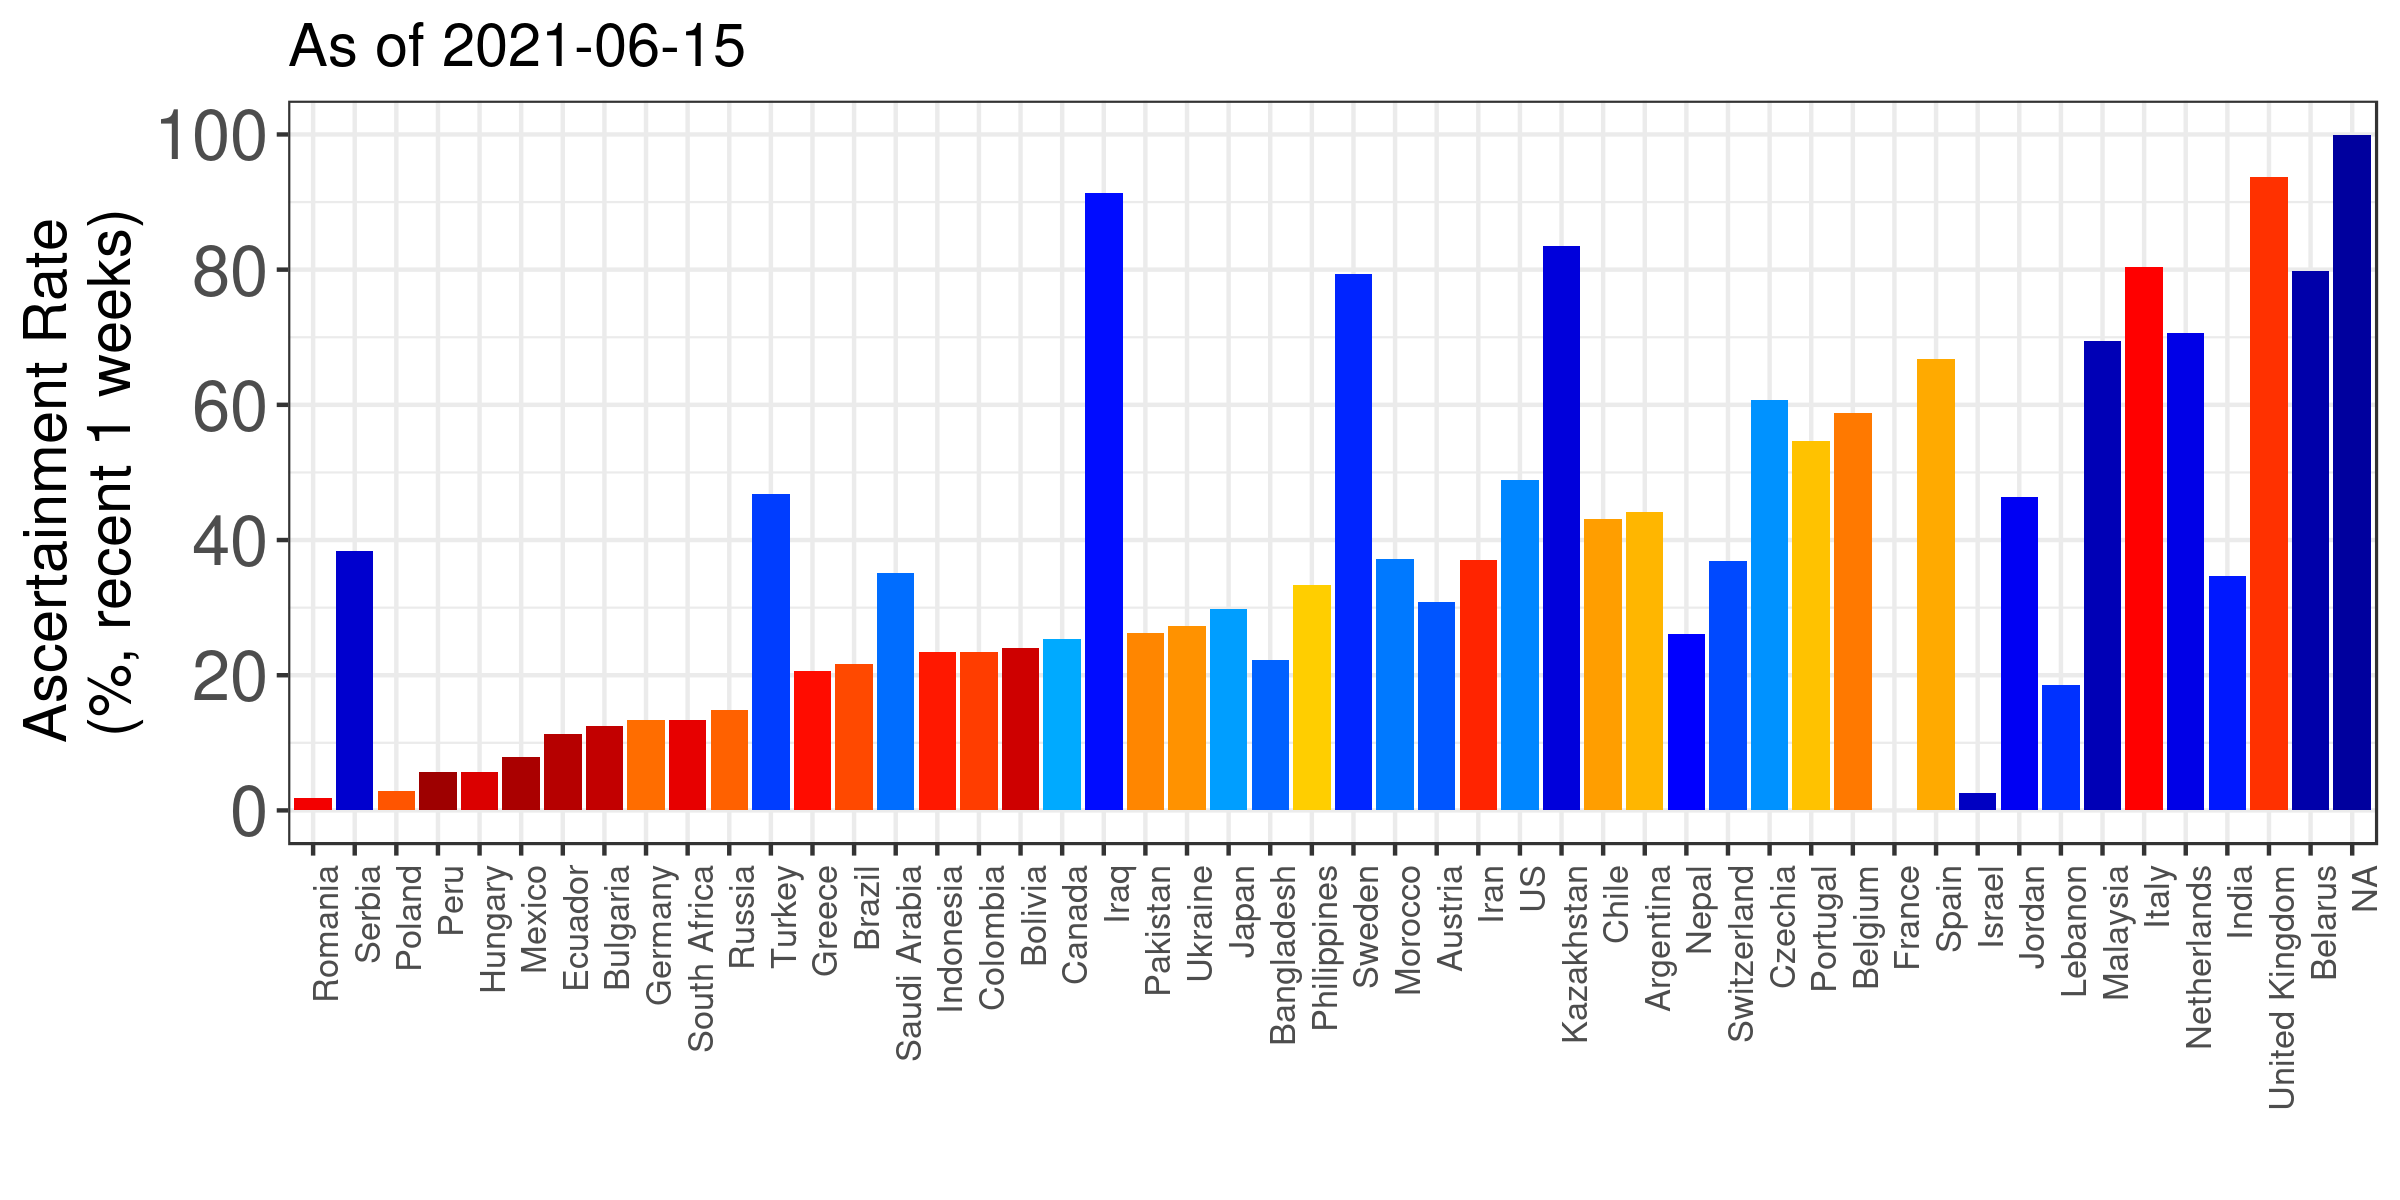 As of 2021-06-15
Ascertainment Rate
(%, recent 1 weeks)
100
80
60
40
20
0
Romania
Serbia
Poland
Peru
Hungary
Mexico
Ecuador
Bulgaria
Germany
South Africa
Russia
Turkey
Greece
Brazil
Saudi Arabia
Indonesia
Colombia
Bolivia
Canada
Iraq
Pakistan
Ukraine
Japan
Bangladesh
Philippines
Sweden
Morocco
Austria
Iran
US
Kazakhstan
Chile
Argentina
Nepal
Switzerland
Czechia
Portugal
Belgium
France
Spain
Israel
Jordan
Lebanon
Malaysia
Italy
Netherlands
India
United Kingdom
Belarus
NA